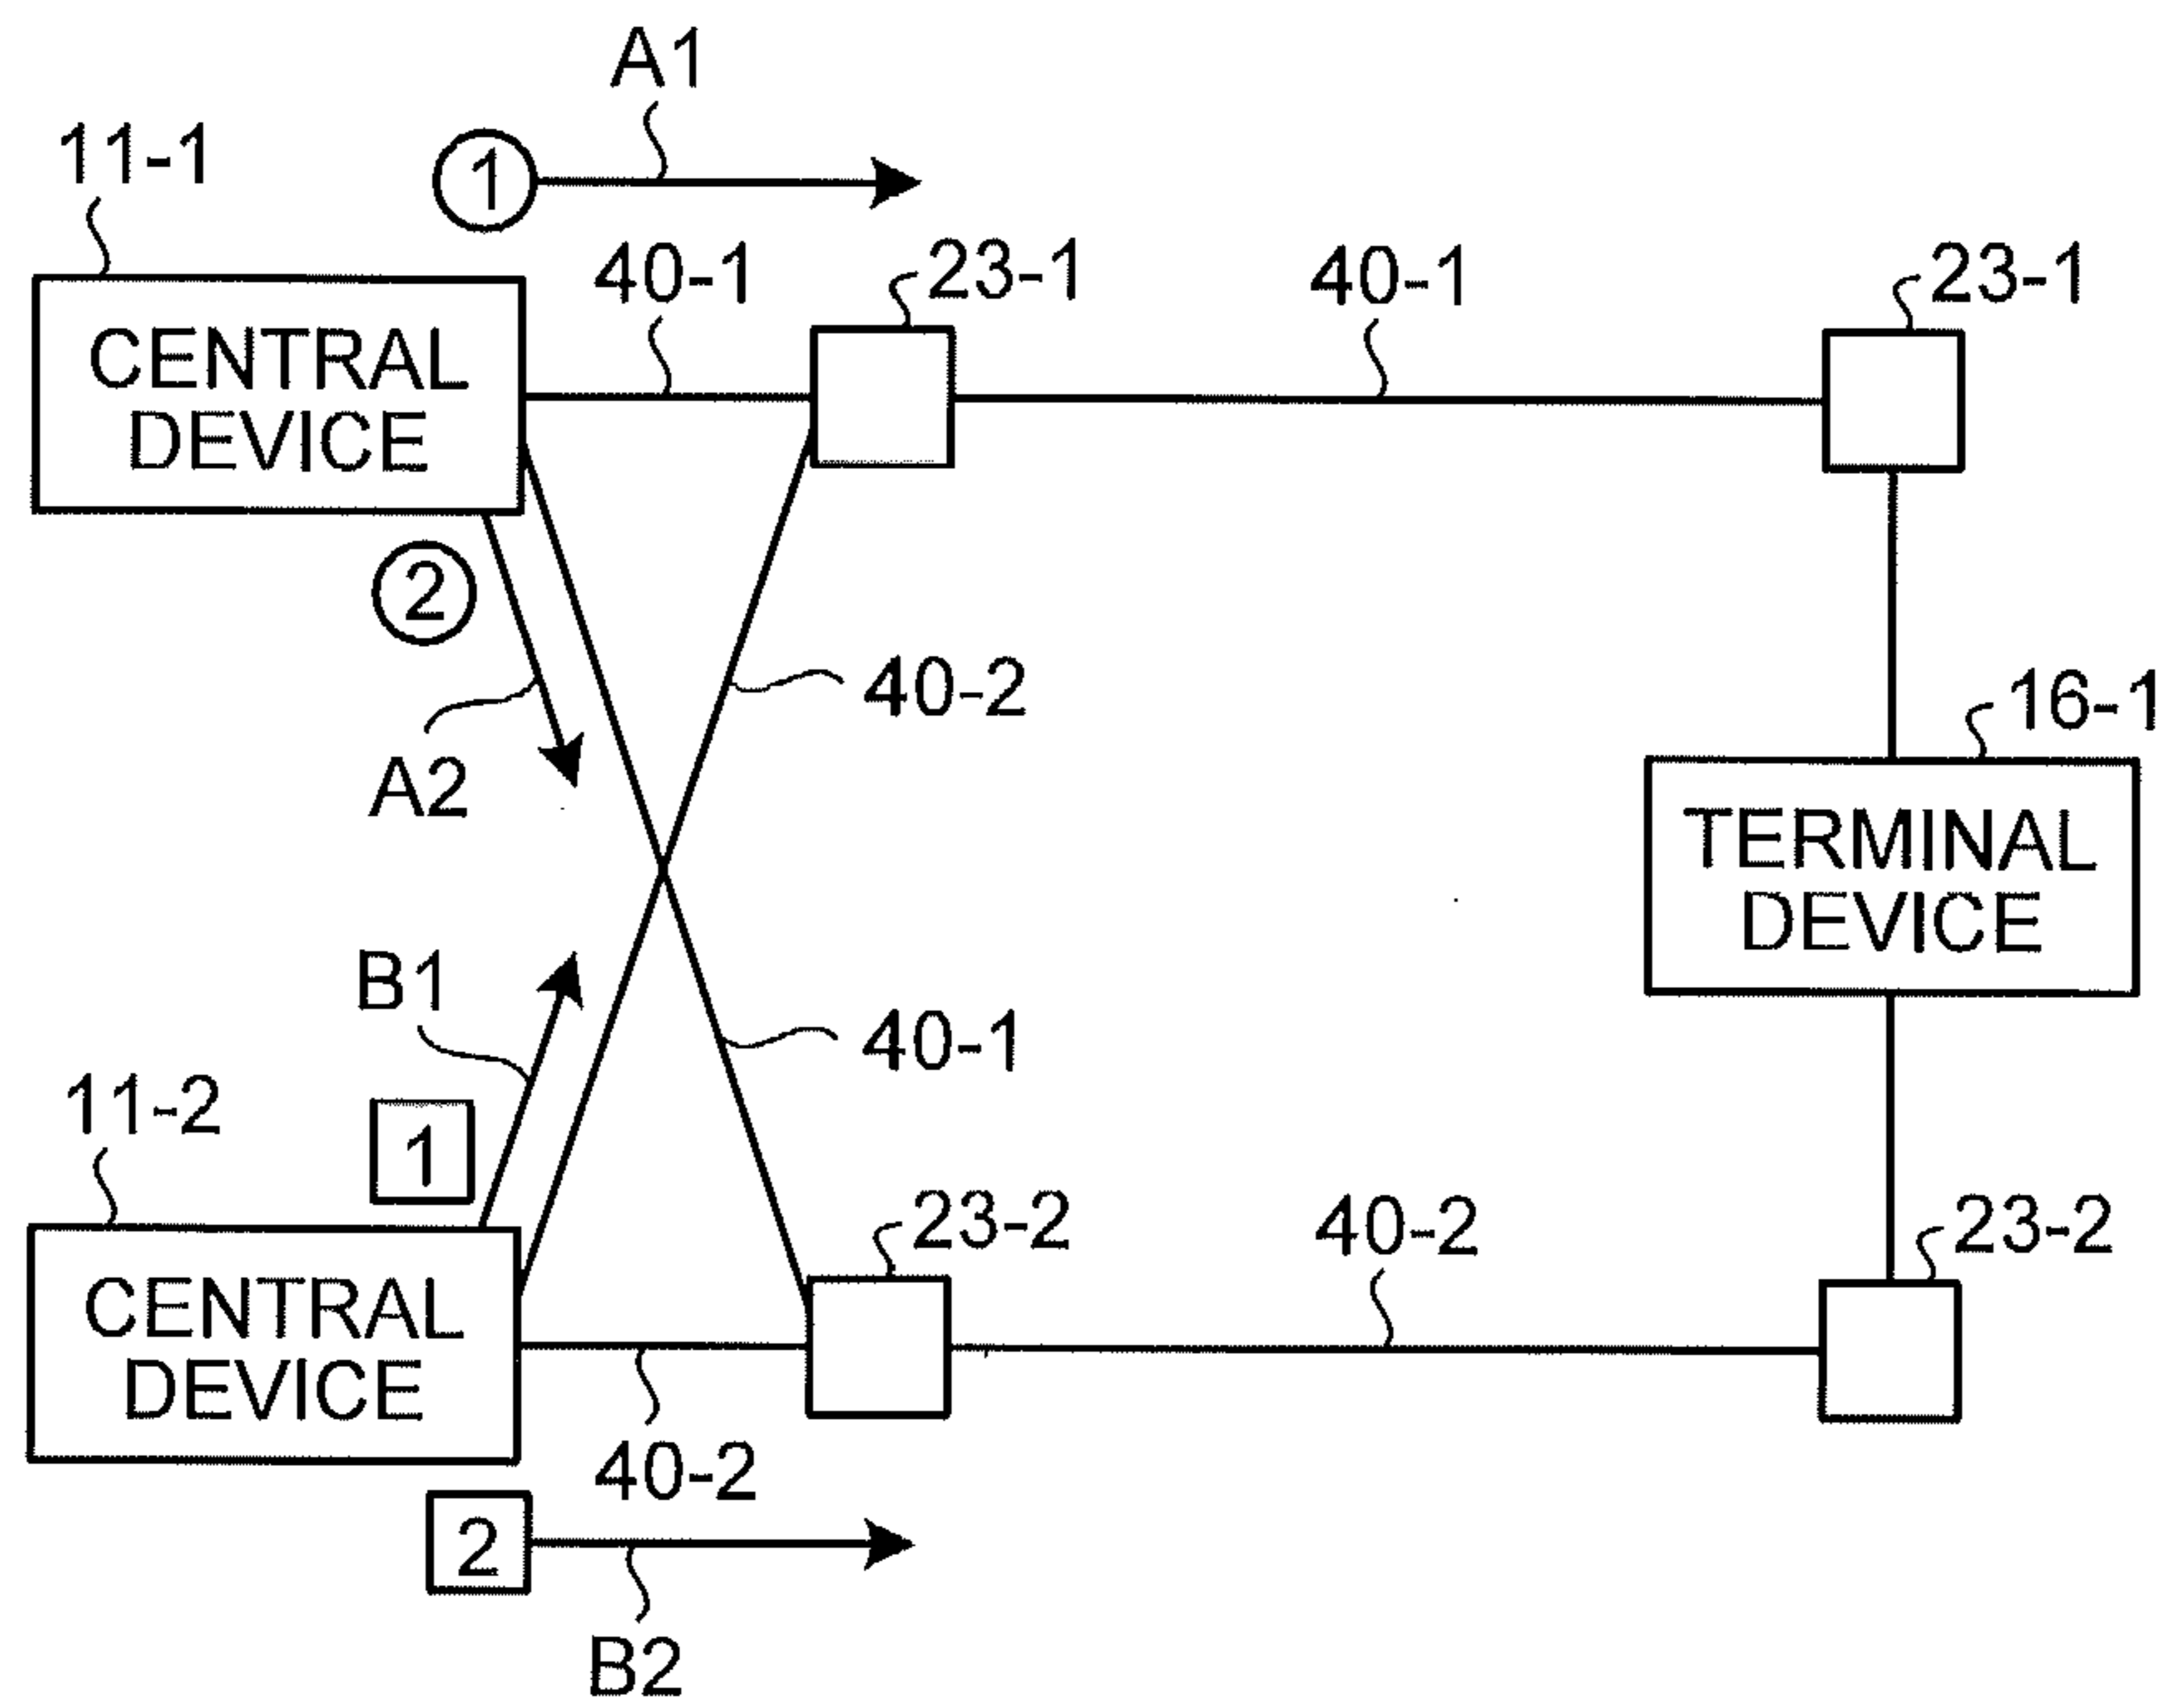 A1
11-1
1
40-1
23-1
40-1
23-1
CENTRAL
DEVICE
2
40-2
16-1
A2
TERMINAL
DEVICE
B1
40-1
11-2
1
23-2
40-2
23-2
CENTRAL
DEVICE
40-2
2
B2